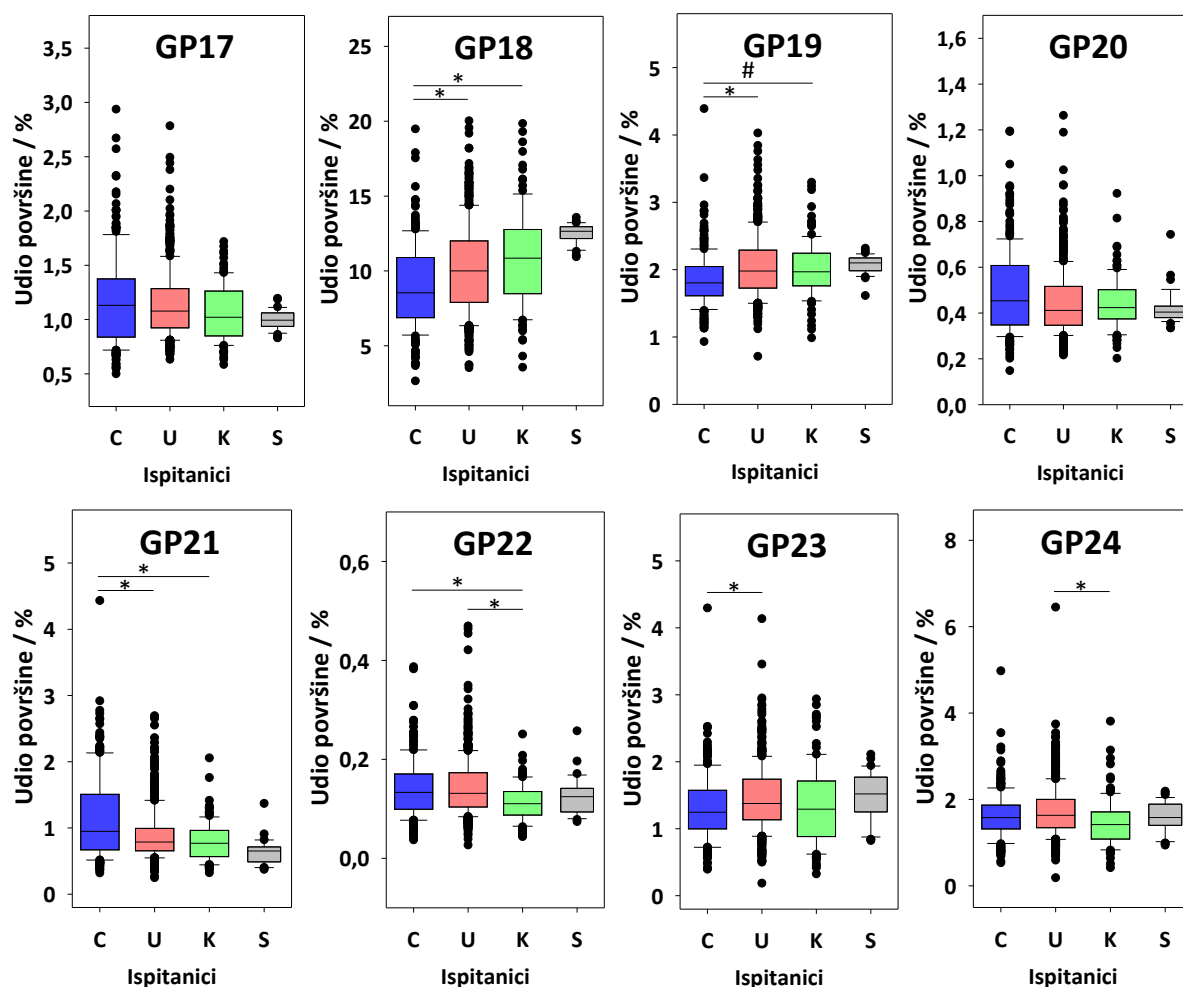 GP17
Udio površine / %
3,5
3,0
2,5
2,0
1,5
1,0
0,5
C U K S
Ispitanici
GP18
Udio površine / %
25
20
15
10
5
*
*
C U K S
Ispitanici
GP19
Udio površine / %
5
4
3
2
1
0
#
*
C U K S
Ispitanici
GP20
Udio površine / %
1,6
1,4
1,2
1,0
0,8
0,6
0,4
0,2
0,0
C U K S
Ispitanici
GP21
Udio površine / %
5
4
3
2
1
0
*
*
C U K S
Ispitanici
GP22
Udio površine / %
0,6
0,4
0,2
0,0
*
*
C U K S
Ispitanici
GP23
Udio površine / %
5
4
3
2
1
0
*
C U K S
Ispitanici
GP24
Udio površine / %
8
6
4
2
0
*
C U K S
Ispitanici